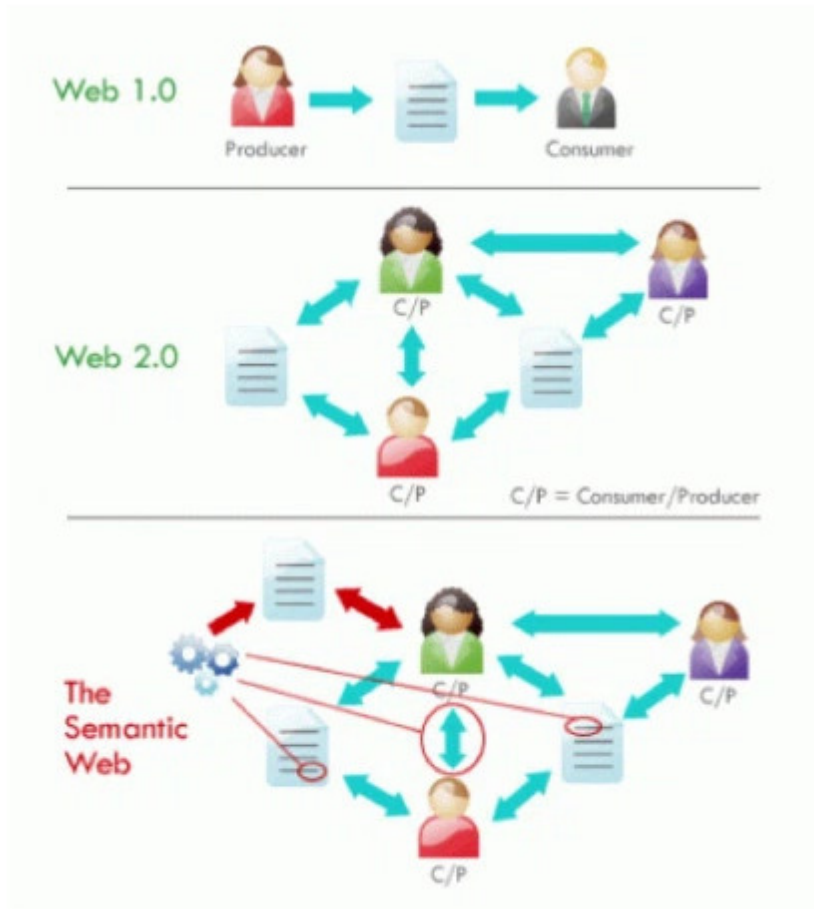 Web 1.0
Producer
Consumer
C/P
C/P
Web 2.0
C/P
C/P = Consumer/Producer
C/P
C/P
The
Semantic
Web
C/P